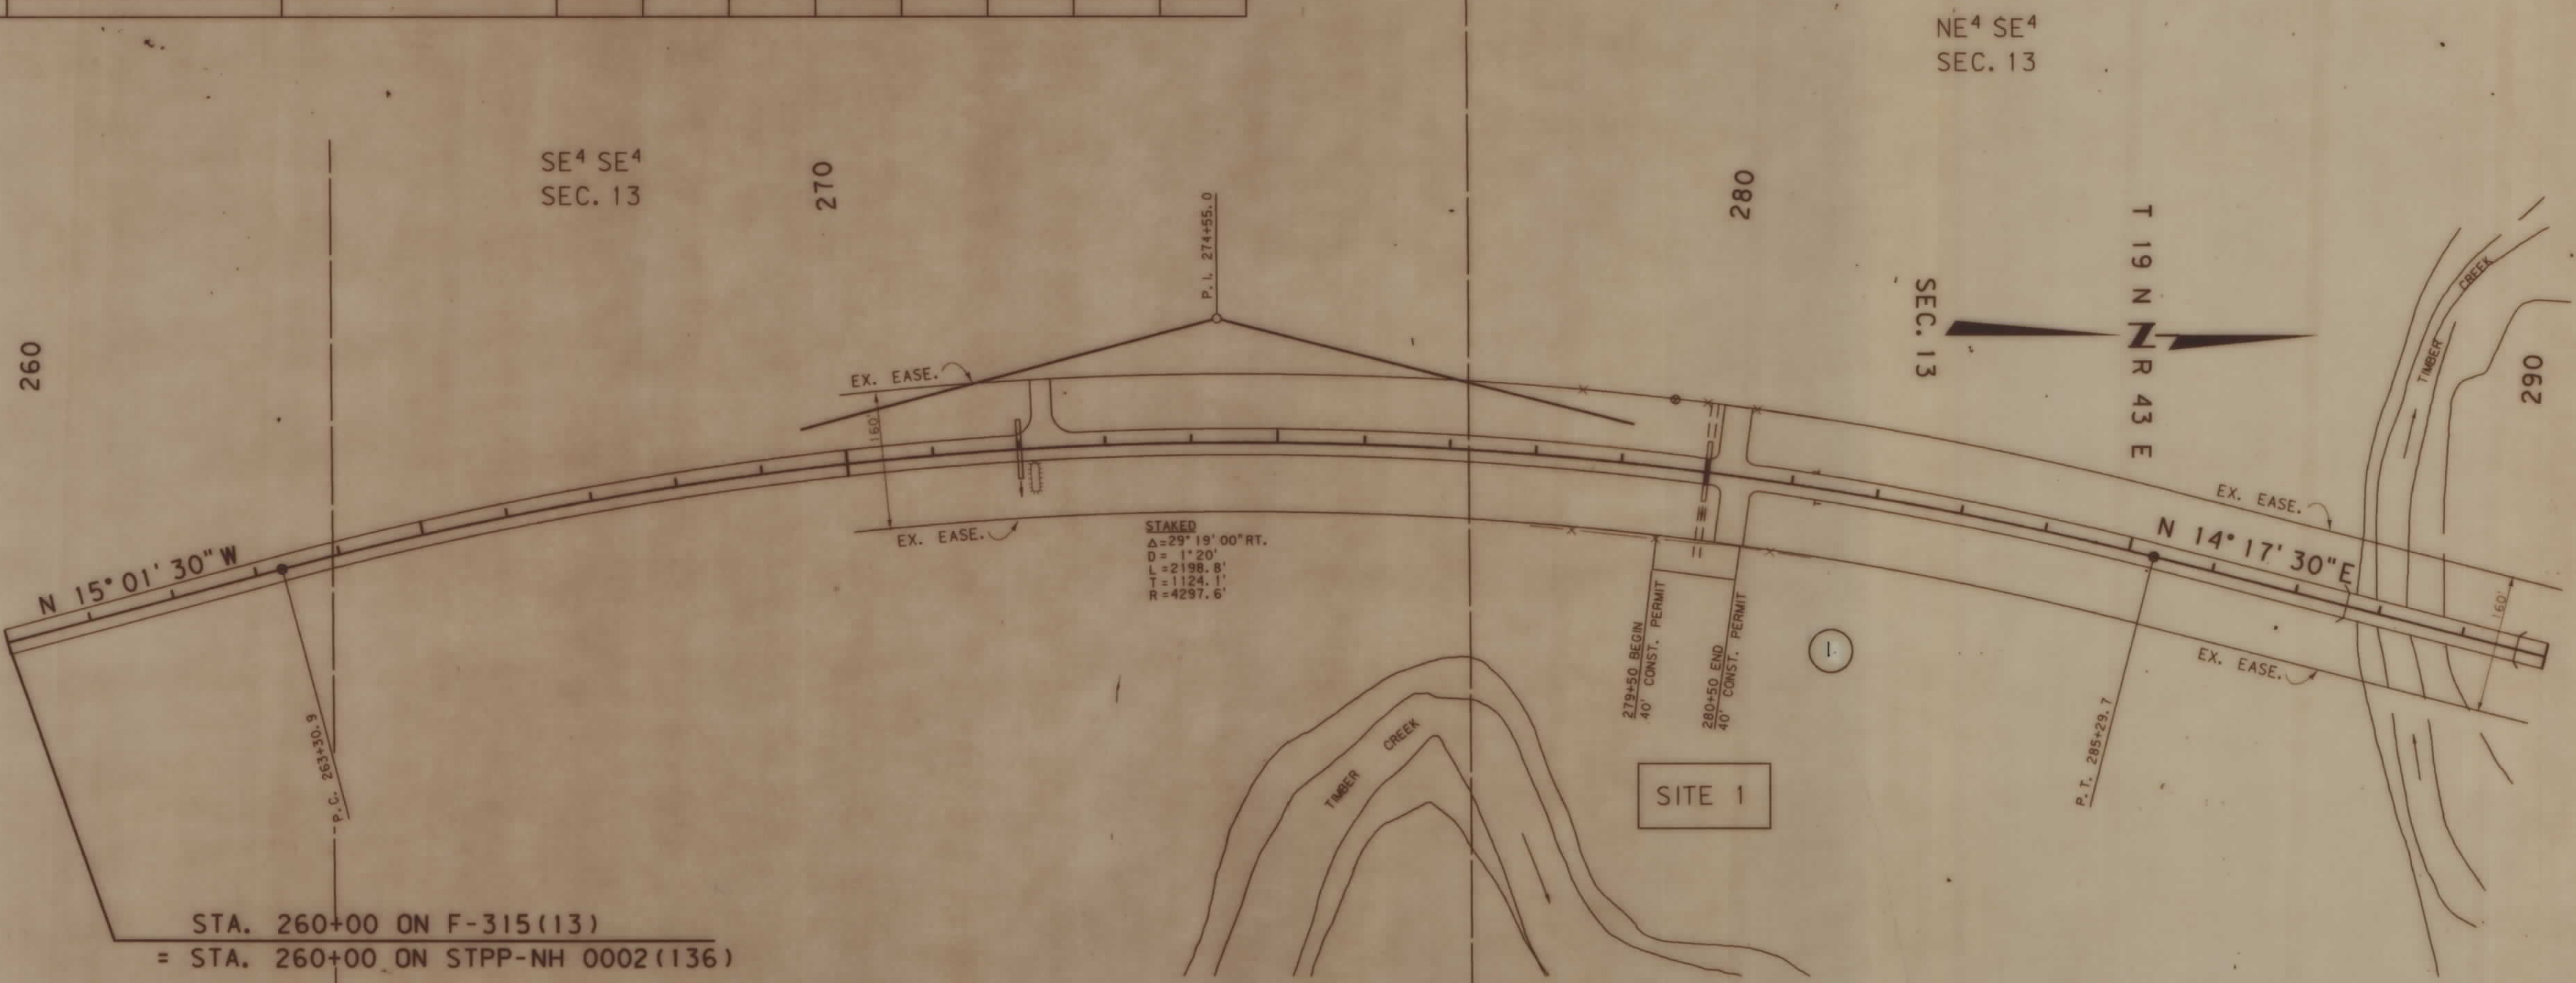 NE⁴ SE⁴
SEC. 13
SE⁴ SE⁴
SEC. 13
260
270
280
290
P.I. 274+55.0
T 19 N
R 43 E
SEC. 13
N
EX. EASE.
160'
EX. EASE.
N 15° 01' 30" W
P.C. 263+30.9
STAKED
Δ=29° 19' 00" RT.
D = 1° 20'
L = 2198.8'
T = 1124.1'
R = 4297.6'
279+50 BEGIN
40' CONST. PERMIT
280+50 END
40' CONST. PERMIT
1
SITE 1
TIMBER CREEK
TIMBER CREEK
EX. EASE.
N 14° 17' 30" E
160'
EX. EASE.
P.T. 285+29.7
STA. 260+00 ON F-315(13)
= STA. 260+00 ON STPP-NH 0002(136)